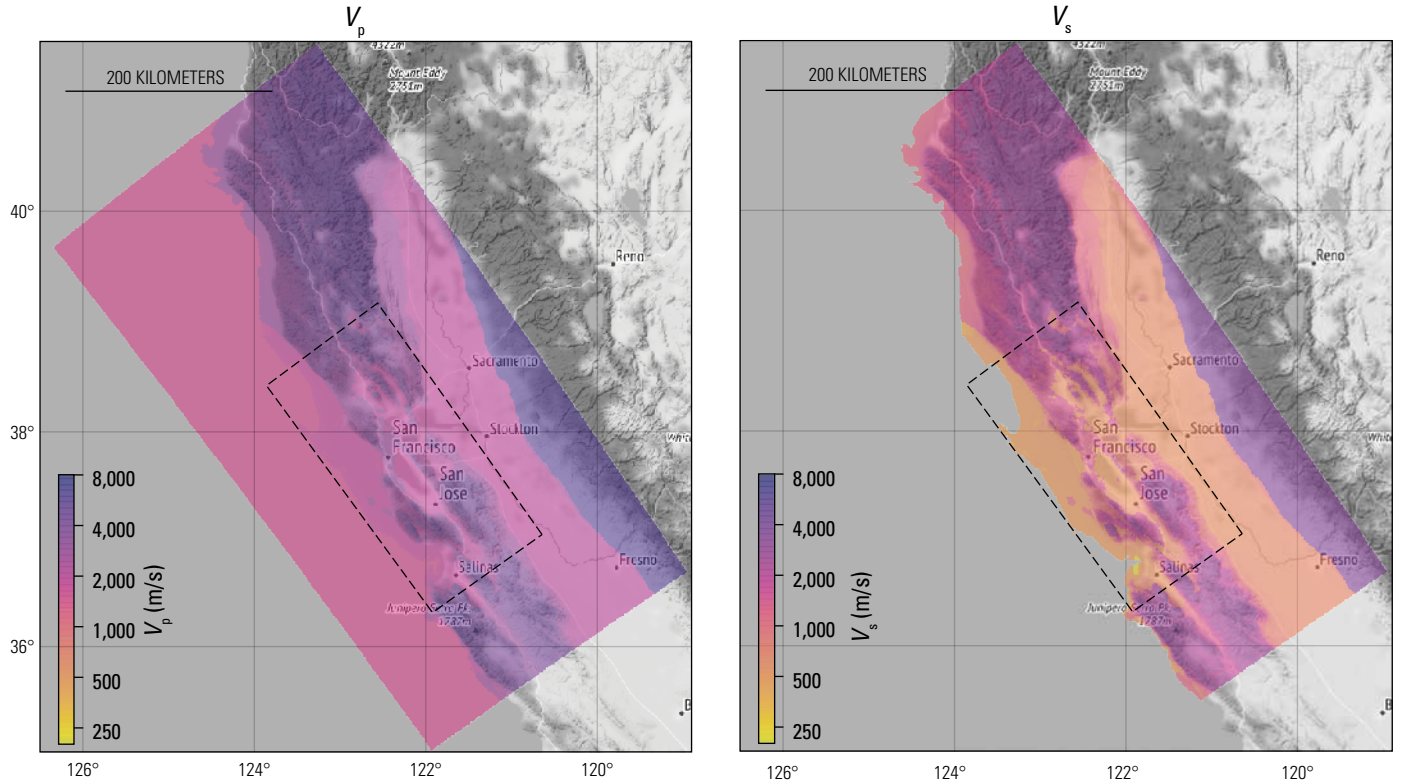 Vp
Vs
200 KILOMETERS
Mount Eddy
2751m
Reno
Sacramento
Stockton
San
Francisco
San
Jose
Salinas
Fresno
1787m
40°
38°
36°
8,000
4,000
2,000
1,000
500
250
Vp (m/s)
126
124
122
120
200 KILOMETERS
4322m
Mount Eddy
2751m
Reno
Sacramento
Stockton
San
Francisco
San
Jose
Salinas
Fresno
1787m
8,000
4,000
2,000
1,000
500
250
Vs (m/s)
126°
124
122
120°